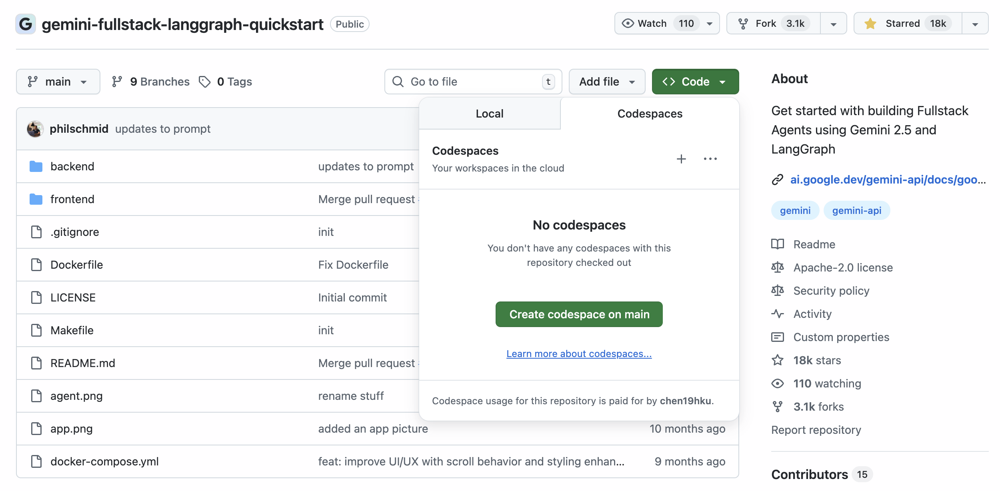 G gemini-fullstack-langgraph-quickstart Public
Watch 110
Fork 3.1k
Starred 18k
main
9 Branches
0 Tags
Go to file t
Add file
Code
philschmid updates to prompt
backend updates to prompt
frontend Merge pull request
.gitignore init
Dockerfile Fix Dockerfile
LICENSE Initial commit
Makefile init
README.md Merge pull request
agent.png rename stuff
app.png added an app picture 10 months ago
docker-compose.yml feat: improve UI/UX with scroll behavior and styling enhan... 9 months ago
Local
Codespaces
Codespaces
Your workspaces in the cloud
No codespaces
You don't have any codespaces with this
repository checked out
Create codespace on main
Learn more about codespaces...
Codespace usage for this repository is paid for by chen19hku.
About
Get started with building Fullstack
Agents using Gemini 2.5 and
LangGraph
ai.google.dev/gemini-api/docs/goo...
gemini gemini-api
Readme
Apache-2.0 license
Security policy
Activity
Custom properties
18k stars
110 watching
3.1k forks
Report repository
Contributors 15